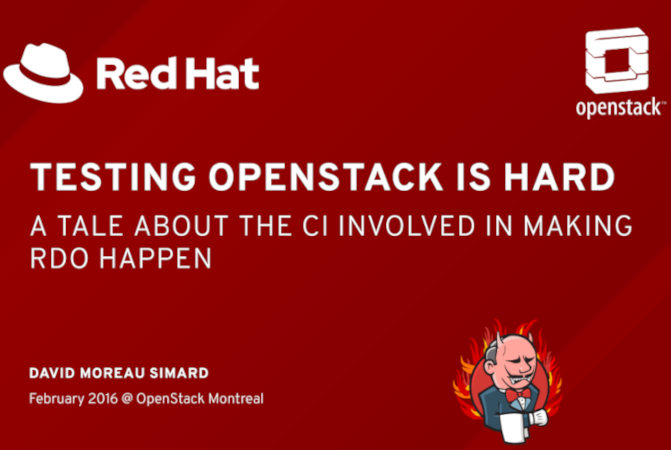 Red Hat
openstack™
TESTING OPENSTACK IS HARD
A TALE ABOUT THE CI INVOLVED IN MAKING
RDO HAPPEN
DAVID MOREAU SIMARD
February 2016 @ OpenStack Montreal